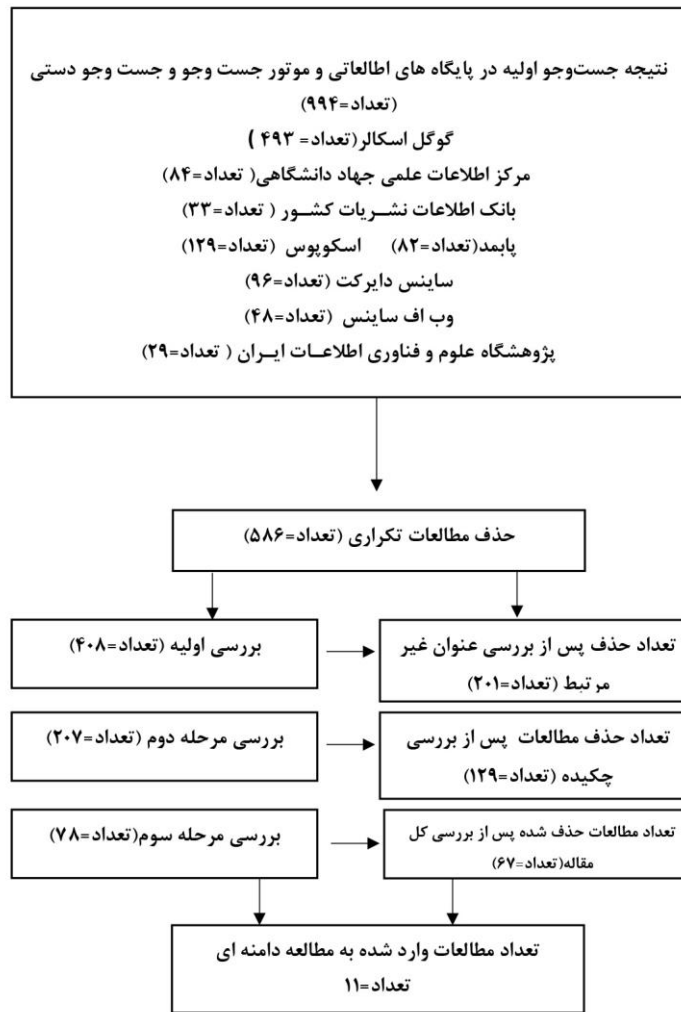 نتیجه جست‌وجو اولیه در پایگاه های اطالعاتی و موتور جست وجو و جست وجو دستی
(تعداد=۹۹۴)
گوگل اسکالر(تعداد= ۴۹۳ )
مرکز اطلاعات علمی جهاد دانشگاهی( تعداد=۸۴)
بانک اطلاعات نشــریات کشــور ( تعداد=۳۳)
پابمد(تعداد=۸۲) اسکوپوس (تعداد=۱۲۹)
ساینس دایرکت (تعداد=۹۶)
وب اف ساینس (تعداد=۴۸)
پژوهشگاه علوم و فناوری اطلاعــات ایــران ( تعداد=۲۹)
حذف مطالعات تکراری (تعداد=۵۸۶)
بررسی اولیه (تعداد=۴۰۸)
تعداد حذف پس از بررسی عنوان غیر
مرتبط (تعداد=۲۰۱)
بررسی مرحله دوم (تعداد=۲۰۷)
تعداد حذف مطالعات پس از بررسی
چکیده (تعداد=۱۲۹)
بررسی مرحله سوم(تعداد=۷۸)
تعداد مطالعات حذف شده پس از بررسی کل
مقاله(تعداد=۶۷)
تعداد مطالعات وارد شده به مطالعه دامنه ای
تعداد=۱۱